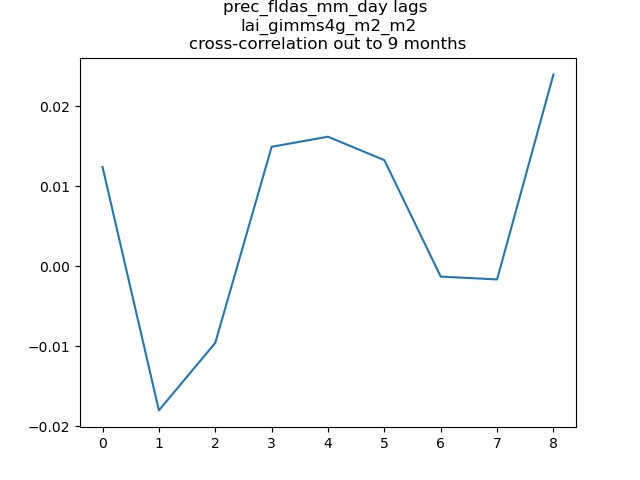 prec_fldas_mm_day lags
lai_gimms4g_m2_m2
cross-correlation out to 9 months
0.02
0.01
0.00
−0.01
−0.02
0 1 2 3 4 5 6 7 8